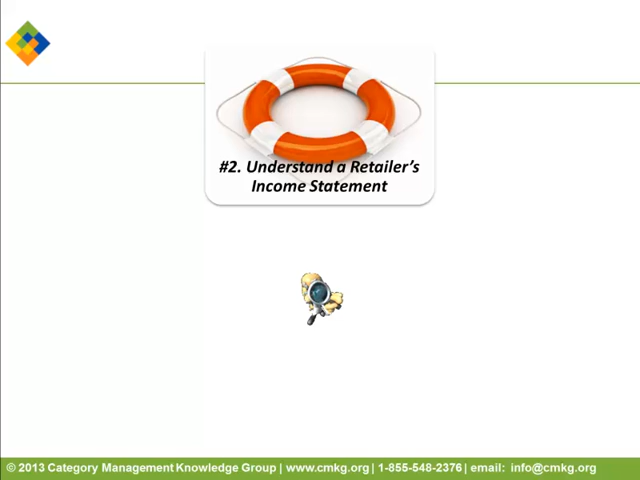 #2. Understand a Retailer's
Income Statement
© 2013 Category Management Knowledge Group | www.cmkg.org | 1-855-548-2376 | email: info@cmkg.org